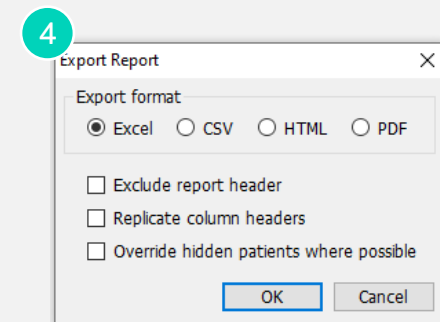 4
Export Report
Export format
Excel CSV HTML PDF
Exclude report header
Replicate column headers
Override hidden patients where possible
OK Cancel